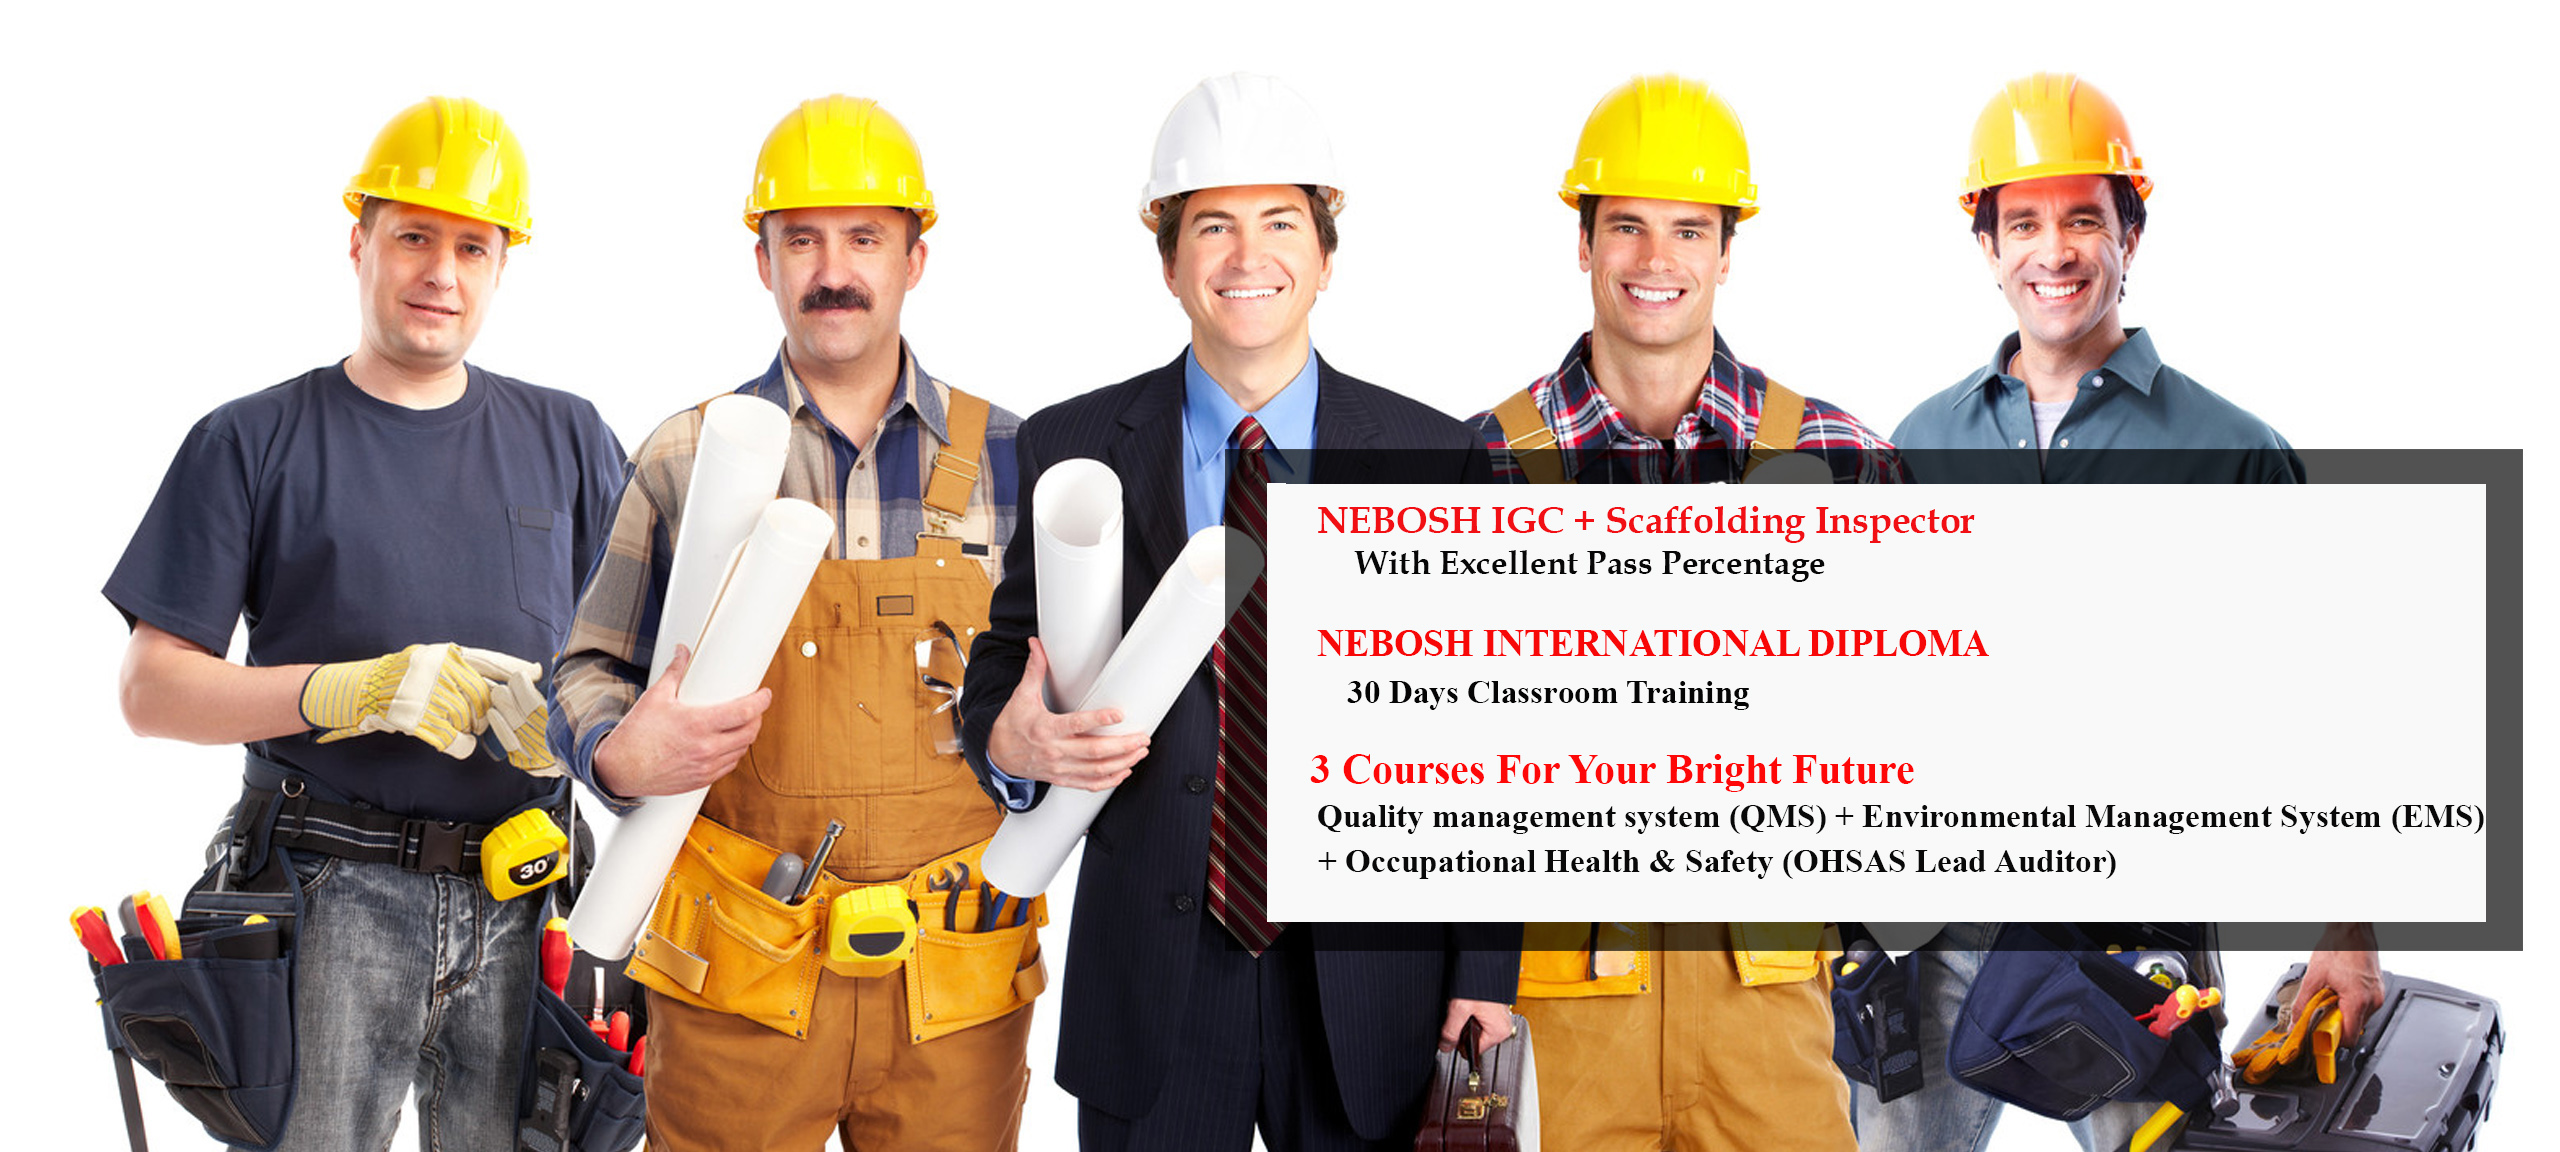 30'
NEBOSH IGC + Scaffolding Inspector
With Excellent Pass Percentage
NEBOSH INTERNATIONAL DIPLOMA
30 Days Classroom Training
3 Courses For Your Bright Future
Quality management system (QMS) + Environmental Management System (EMS)
+ Occupational Health & Safety (OHSAS Lead Auditor)